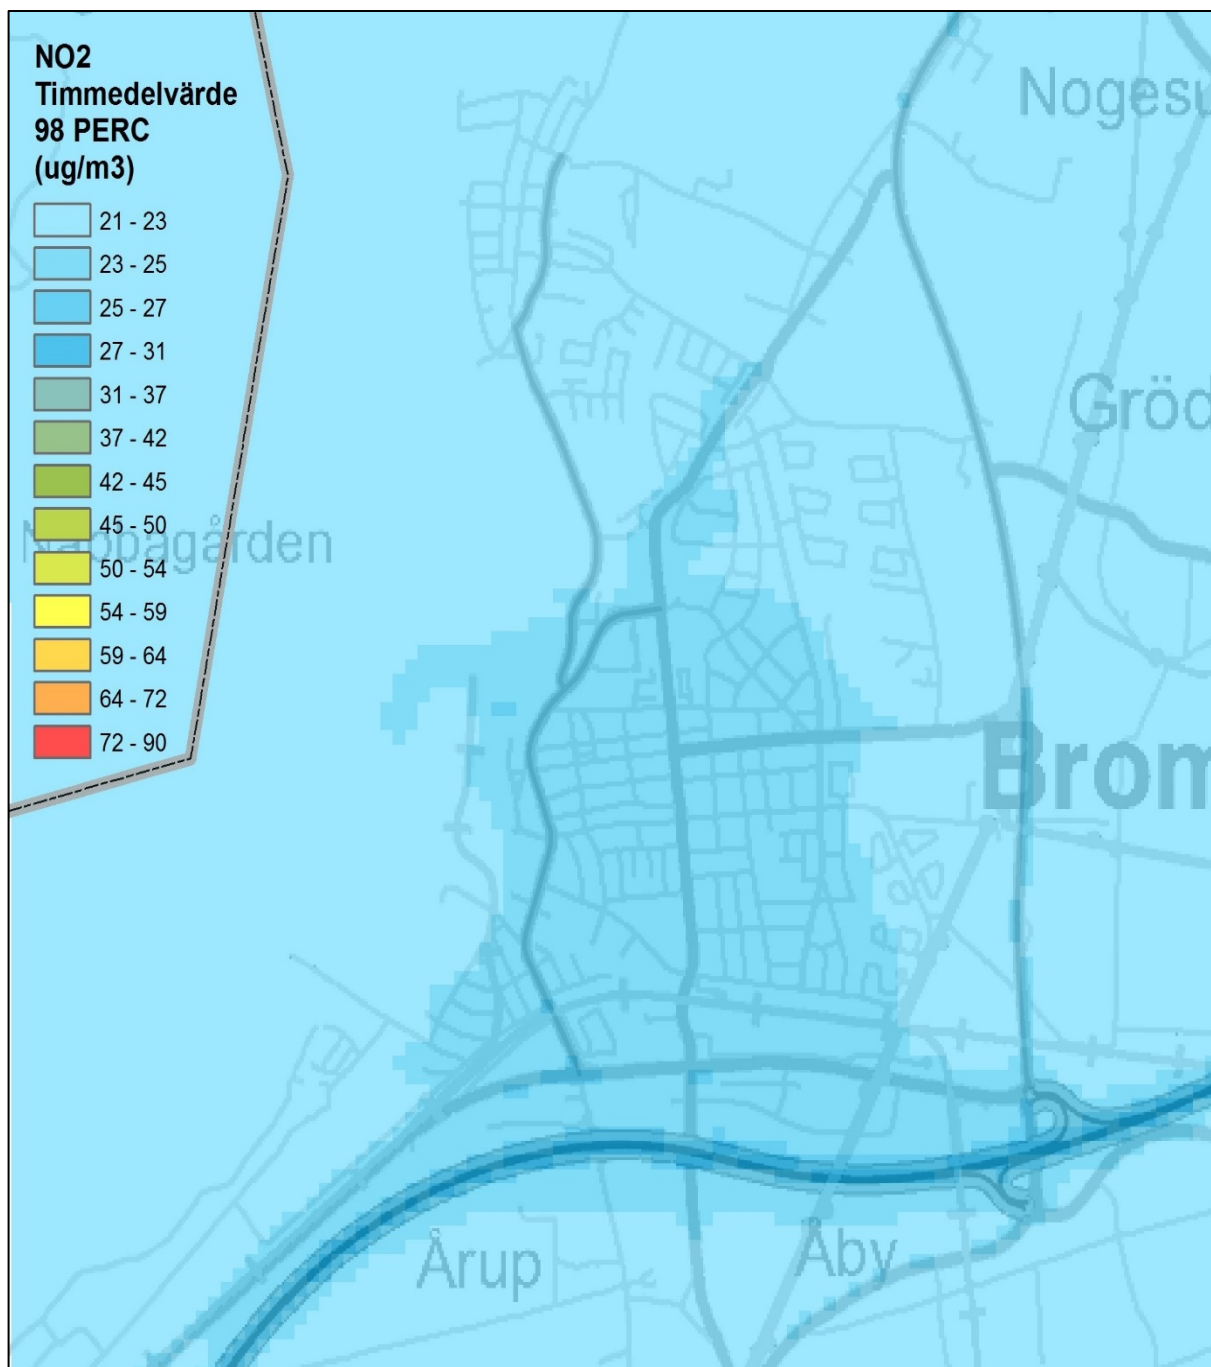 NO2
Timmedelvärde
98 PERC
(ug/m3)
21 - 23
23 - 25
25 - 27
27 - 31
31 - 37
37 - 42
42 - 45
45 - 50
50 - 54
54 - 59
59 - 64
64 - 72
72 - 90
Nogesu
Gröd
Nabbagården
Brom
Årup
Åby